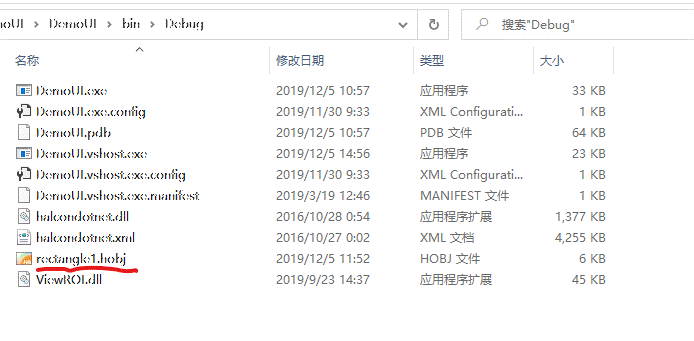 moUI > DemoUI > bin > Debug
搜索"Debug"
名称 修改日期 类型 大小
DemoUI.exe 2019/12/5 10:57 应用程序 33 KB
DemoUI.exe.config 2019/11/30 9:33 XML Configurati... 1 KB
DemoUI.pdb 2019/12/5 10:57 PDB 文件 64 KB
DemoUI.vshost.exe 2019/12/5 14:56 应用程序 23 KB
DemoUI.vshost.exe.config 2019/11/30 9:33 XML Configurati... 1 KB
DemoUI.vshost.exe.manifest 2019/3/19 12:46 MANIFEST 文件 1 KB
halcondotnet.dll 2016/10/28 0:54 应用程序扩展 1,377 KB
halcondotnet.xml 2016/10/27 0:02 XML 文档 4,255 KB
rectangle1.hobj 2019/12/5 11:52 HOBJ 文件 6 KB
ViewROI.dll 2019/9/23 14:37 应用程序扩展 45 KB